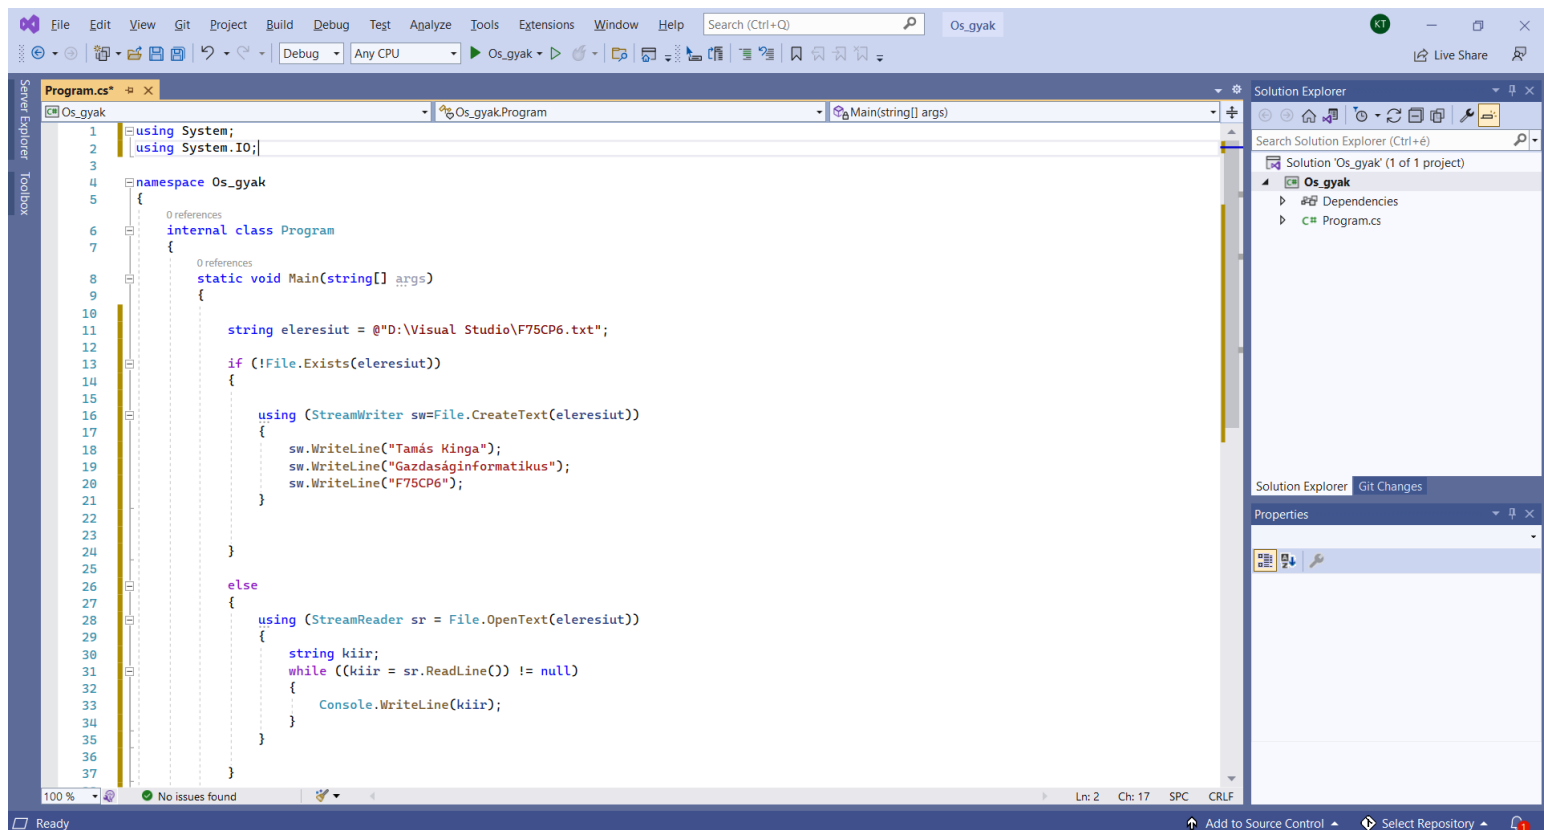 File Edit View Git Project Build Debug Test Analyze Tools Extensions Window Help Search (Ctrl+Q) Os_gyak KT
Debug Any CPU Os_gyak Live Share
Server Explorer
Toolbox
Program.cs*
Os_gyak Os_gyak.Program Main(string[] args)
1 using System;
2 using System.IO;
3
4 namespace Os_gyak
5 {
0 references
6 internal class Program
7 {
0 references
8 static void Main(string[] args)
9 {
10
11 string eleresiut = @"D:\Visual Studio\F75CP6.txt";
12
13 if (!File.Exists(eleresiut))
14 {
15
16 using (StreamWriter sw=File.CreateText(eleresiut))
17 {
18 sw.WriteLine("Tamás Kinga");
19 sw.WriteLine("Gazdaságinformatikus");
20 sw.WriteLine("F75CP6");
21 }
22
23
24 }
25
26 else
27 {
28 using (StreamReader sr = File.OpenText(eleresiut))
29 {
30 string kiir;
31 while ((kiir = sr.ReadLine()) != null)
32 {
33 Console.WriteLine(kiir);
34 }
35 }
36
37 }
100 % No issues found Ln: 2 Ch: 17 SPC CRLF
Solution Explorer
Search Solution Explorer (Ctrl+é)
Solution 'Os_gyak' (1 of 1 project)
C# Os_gyak
Dependencies
C# Program.cs
Solution Explorer Git Changes
Properties
Ready Add to Source Control Select Repository 1